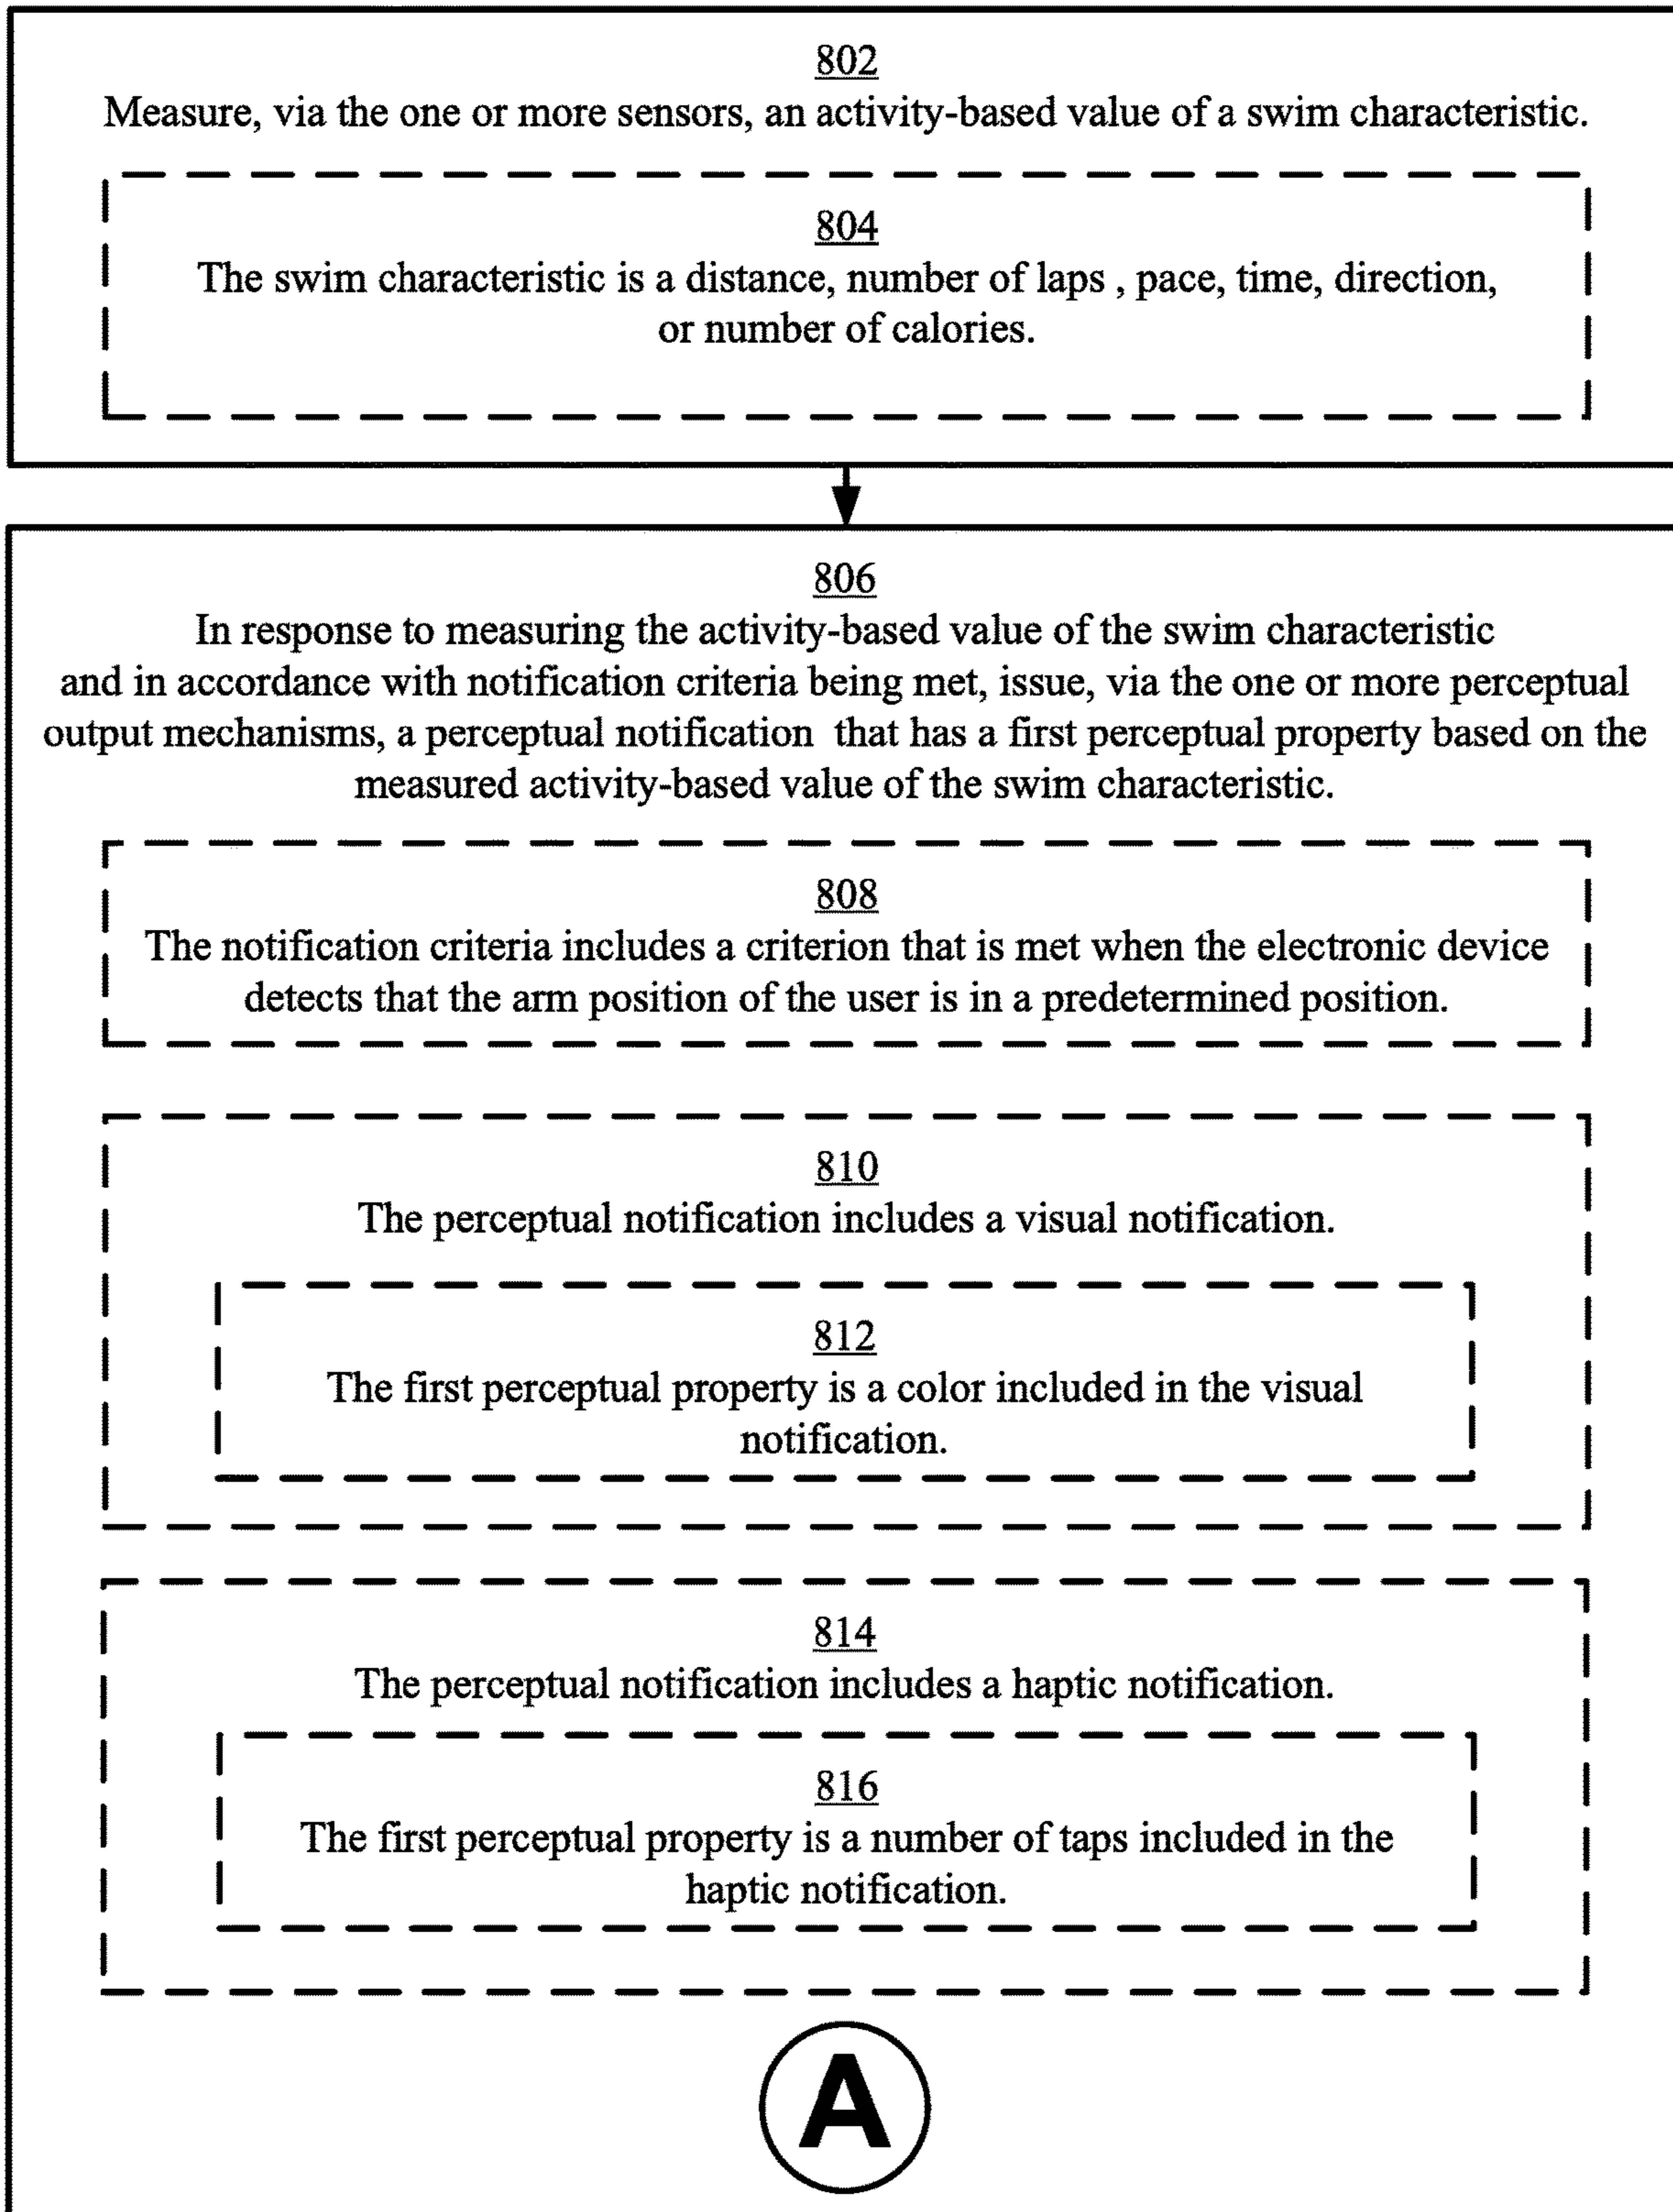 802
Measure, via the one or more sensors, an activity-based value of a swim characteristic.
804
The swim characteristic is a distance, number of laps , pace, time, direction,
or number of calories.
806
In response to measuring the activity-based value of the swim characteristic
and in accordance with notification criteria being met, issue, via the one or more perceptual
output mechanisms, a perceptual notification that has a first perceptual property based on the
measured activity-based value of the swim characteristic.
808
The notification criteria includes a criterion that is met when the electronic device
detects that the arm position of the user is in a predetermined position.
810
The perceptual notification includes a visual notification.
812
The first perceptual property is a color included in the visual
notification.
814
The perceptual notification includes a haptic notification.
816
The first perceptual property is a number of taps included in the
haptic notification.
A